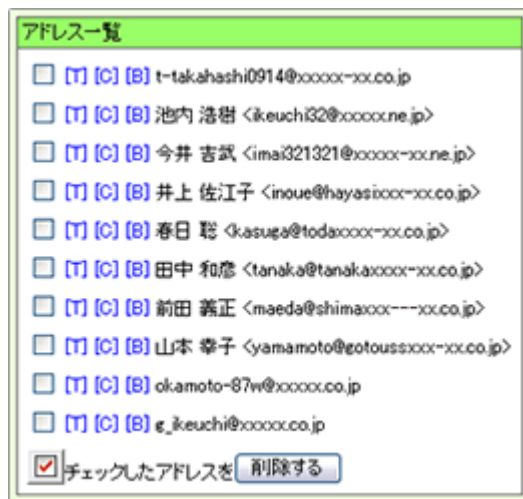 アドレス一覧
[T] [C] [B] t-takahashi0914@xxxxx-xx.co.jp
[T] [C] [B] 池内 浩樹 <ikeuchi32@xxxxx.ne.jp>
[T] [C] [B] 今井 吉武 <imai321321@xxxxx-xx.ne.jp>
[T] [C] [B] 井上 佐江子 <inoue@hayasixxx-xx.co.jp>
[T] [C] [B] 春日 聡 <kasuga@todaxxxx-xx.co.jp>
[T] [C] [B] 田中 和彦 <tanaka@tanakaxxxx-xx.co.jp>
[T] [C] [B] 前田 義正 <maeda@shimaxxx---xx.co.jp>
[T] [C] [B] 山本 幸子 <yamamoto@gotoussxxx-xx.co.jp>
[T] [C] [B] okamoto-87w@xxxxx.co.jp
[T] [C] [B] g_ikeuchi@xxxxx.co.jp
チェックしたアドレスを 削除する